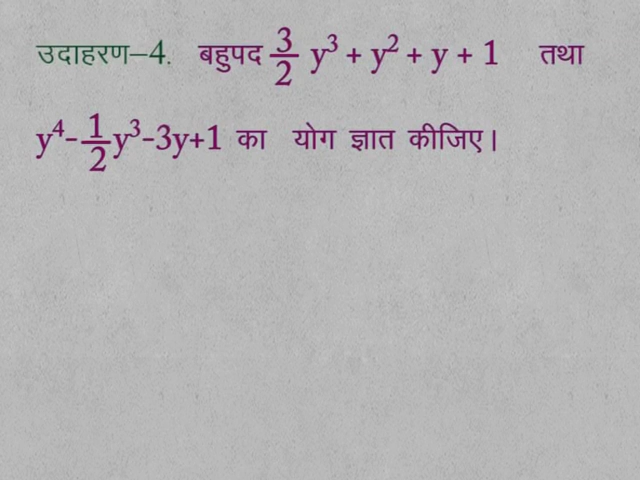 उदाहरण–4. बहुपद 3/2 y³ + y² + y + 1 तथा
y⁴-1/2y³-3y+1 का योग ज्ञात कीजिए।